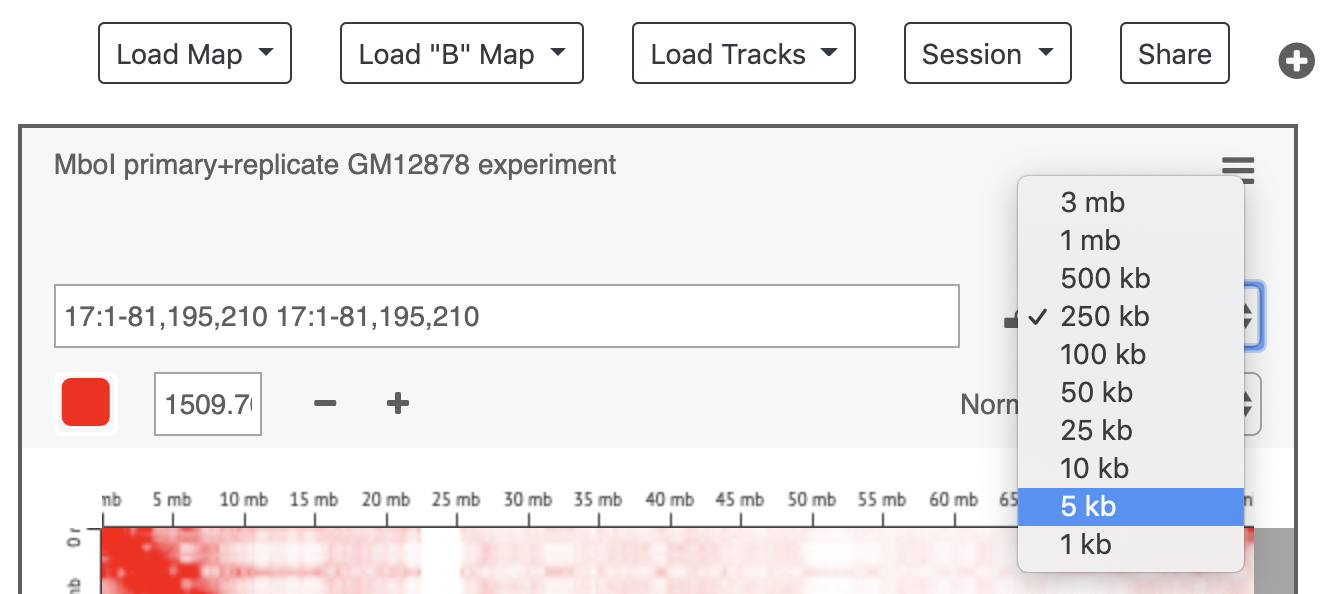 Load Map
Load "B" Map
Load Tracks
Session
Share
MboI primary+replicate GM12878 experiment
17:1-81,195,210 17:1-81,195,210
1509.7
Norm
3 mb
1 mb
500 kb
250 kb
100 kb
50 kb
25 kb
10 kb
5 kb
1 kb
mb 5 mb 10 mb 15 mb 20 mb 25 mb 30 mb 35 mb 40 mb 45 mb 50 mb 55 mb 60 mb 65
0
mb